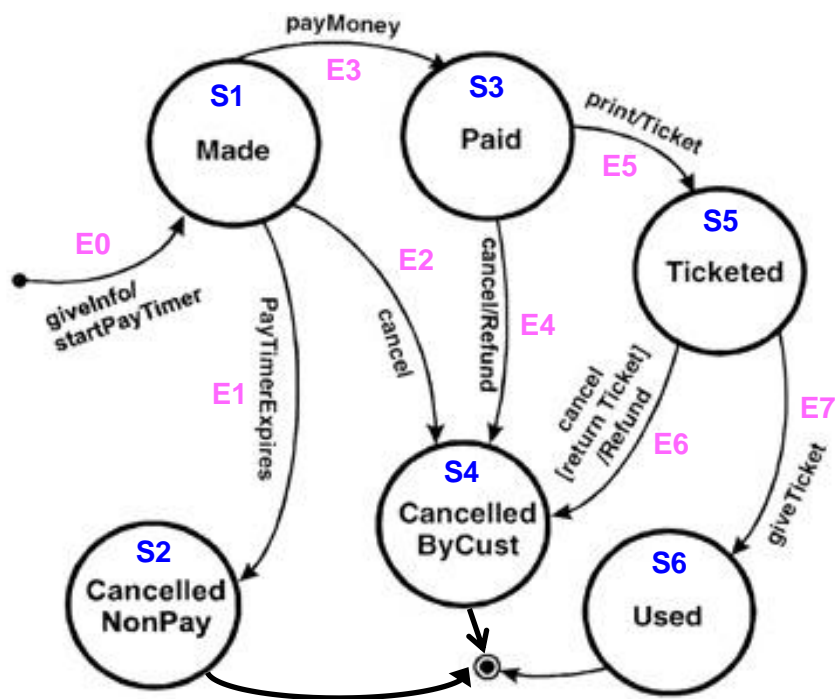 payMoney
E3
S1
Made
S3
Paid
print/Ticket
E5
E0
giveInfo/
startPayTimer
E2
cancel
cancel/Refund
E4
S5
Ticketed
PayTimerExpires
E1
cancel
[return Ticket]
/Refund
E6
E7
giveTicket
S4
Cancelled
ByCust
S2
Cancelled
NonPay
S6
Used